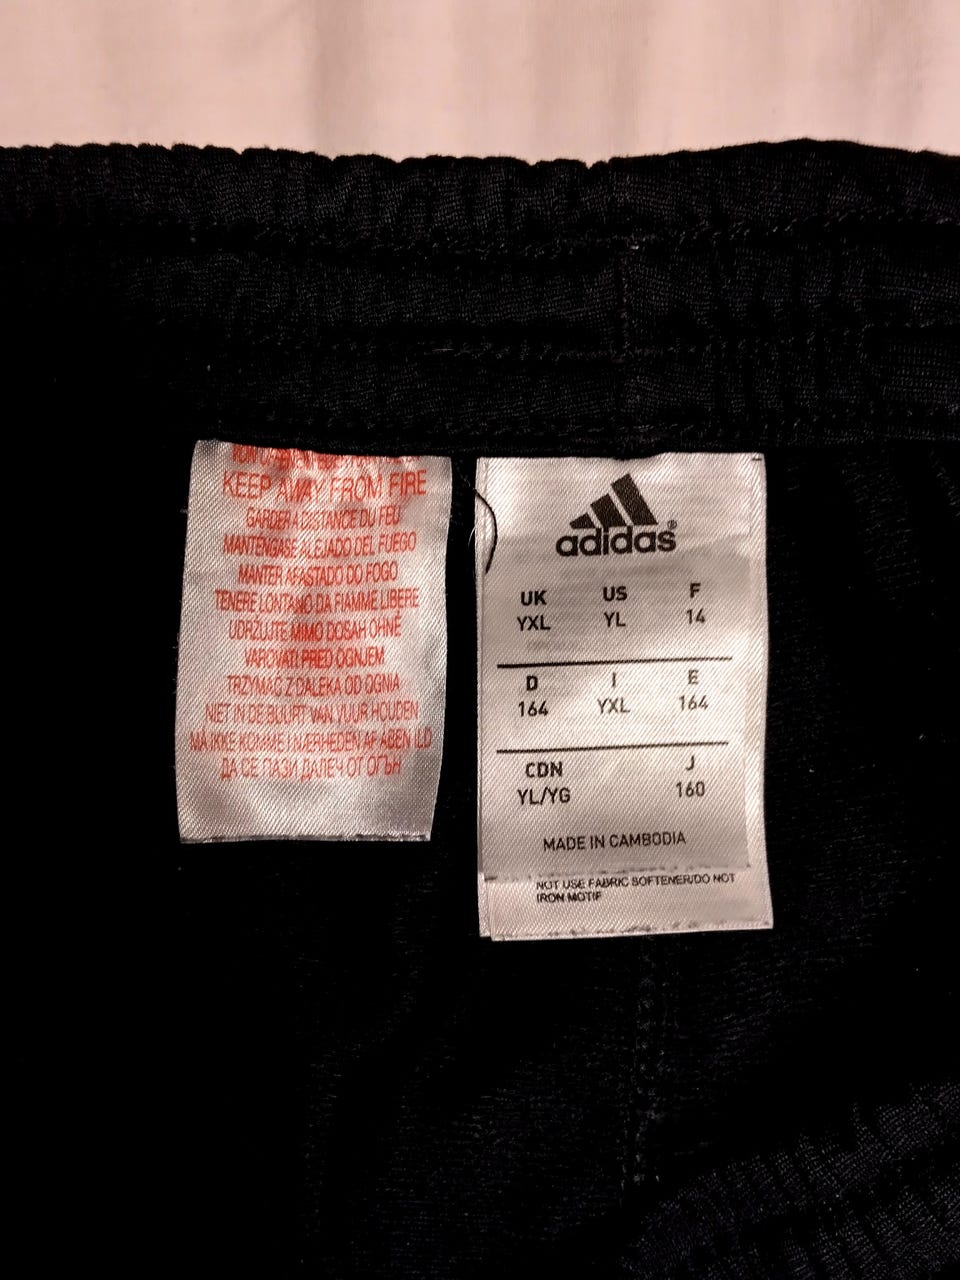 KEEP AWAY FROM FIRE
GARDER A DISTANCE DU FEU
MANTENGASE ALEJADO DEL FUEGO
MANTER AFASTADO DO FOGO
TENERE LONTANO DA FIAMME LIBERE
UDRZUJTE MIMO DOSAH OHNĚ
VAROVATI PRED OGNJEM
TRZYMAĆ Z DALEKA OD OGNIA
NIET IN DE BUURT VAN VUUR HOUDEN
MÅ IKKE KOMME I NÆRHEDEN AF ÅBEN ILD
ДА СЕ ПАЗИ ДАЛЕЧ ОТ ОГЪН
adidas®
UK US F
YXL YL 14
D I E
164 YXL 164
CDN J
YL/YG 160
MADE IN CAMBODIA
NOT USE FABRIC SOFTENER/DO NOT
IRON MOTIF